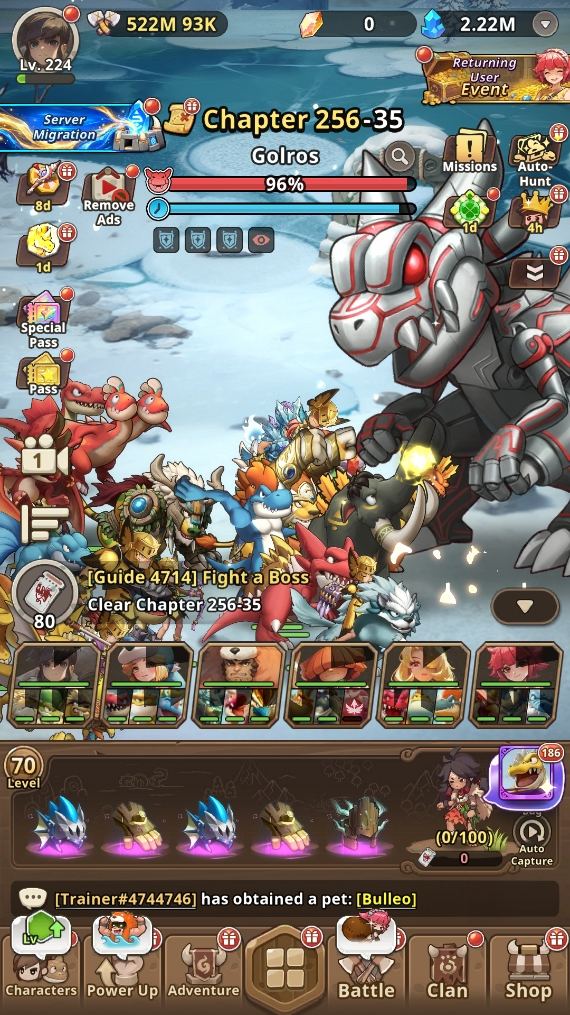 522M 93K
0
2.22M
Lv. 224
Returning
User
Event
Server
Migration
Chapter 256-35
Golros
96%
Missions
Auto-
Hunt
8d
Remove
Ads
1d
4h
1d
Special
Pass
Pass
1
[Guide 4714] Fight a Boss
Clear Chapter 256-35
80
70
Level
186
(0/100)
0
Auto
Capture
[Trainer#4744746] has obtained a pet: [Bulleo]
Lv
Characters
Power Up
Adventure
Battle
Clan
Shop